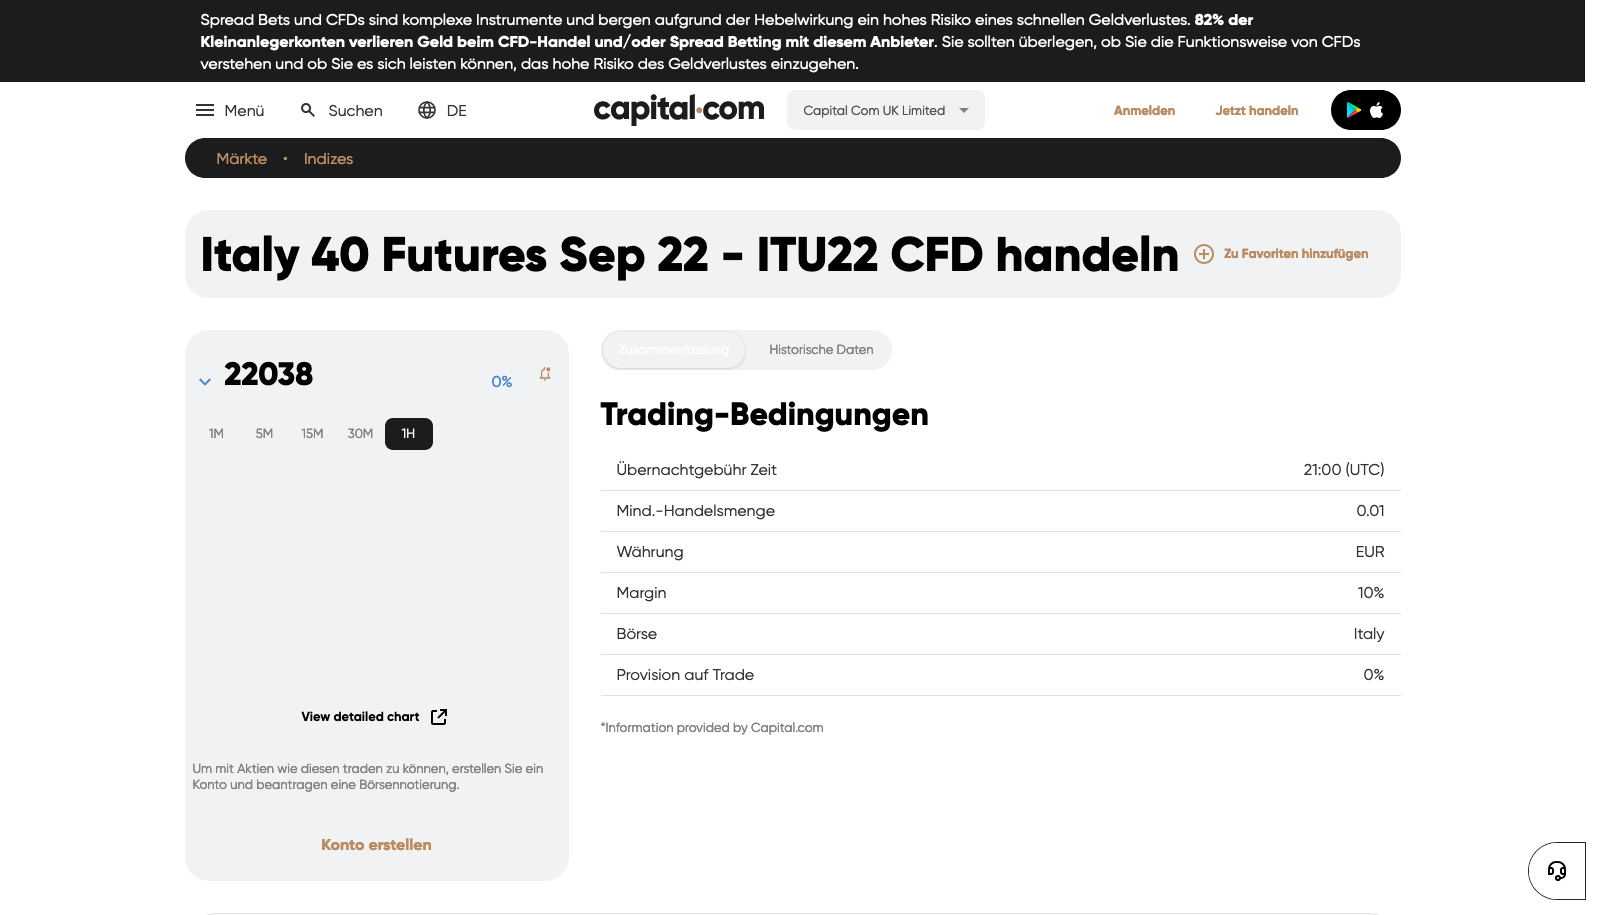 Spread Bets und CFDs sind komplexe Instrumente und bergen aufgrund der Hebelwirkung ein hohes Risiko eines schnellen Geldverlustes. 82% der
Kleinanlegerkonten verlieren Geld beim CFD-Handel und/oder Spread Betting mit diesem Anbieter. Sie sollten überlegen, ob Sie die Funktionsweise von CFDs
verstehen und ob Sie es sich leisten können, das hohe Risiko des Geldverlustes einzugehen.
Menü Suchen DE capital.com Capital Com UK Limited Anmelden Jetzt handeln
Märkte • Indizes
Italy 40 Futures Sep 22 - ITU22 CFD handeln Zu Favoriten hinzufügen
22038 0%
1M 5M 15M 30M 1H
View detailed chart
Um mit Aktien wie diesen traden zu können, erstellen Sie ein
Konto und beantragen eine Börsennotierung.
Konto erstellen
Zusammenfassung Historische Daten
Trading-Bedingungen
Übernachtgebühr Zeit 21:00 (UTC)
Mind.-Handelsmenge 0.01
Währung EUR
Margin 10%
Börse Italy
Provision auf Trade 0%
*Information provided by Capital.com